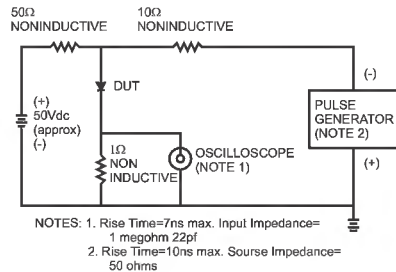 50Ω
NONINDUCTIVE
10Ω
NONINDUCTIVE
(-)
DUT
PULSE
GENERATOR
(NOTE 2)
(+)
50Vdc
(approx)
(-)
1Ω
NON
INDUCTIVE
OSCILLOSCOPE
(NOTE 1)
(+)
NOTES: 1. Rise Time=7ns max. Input Impedance=
1 megohm 22pf
2. Rise Time=10ns max. Sourse Impedance=
50 ohms